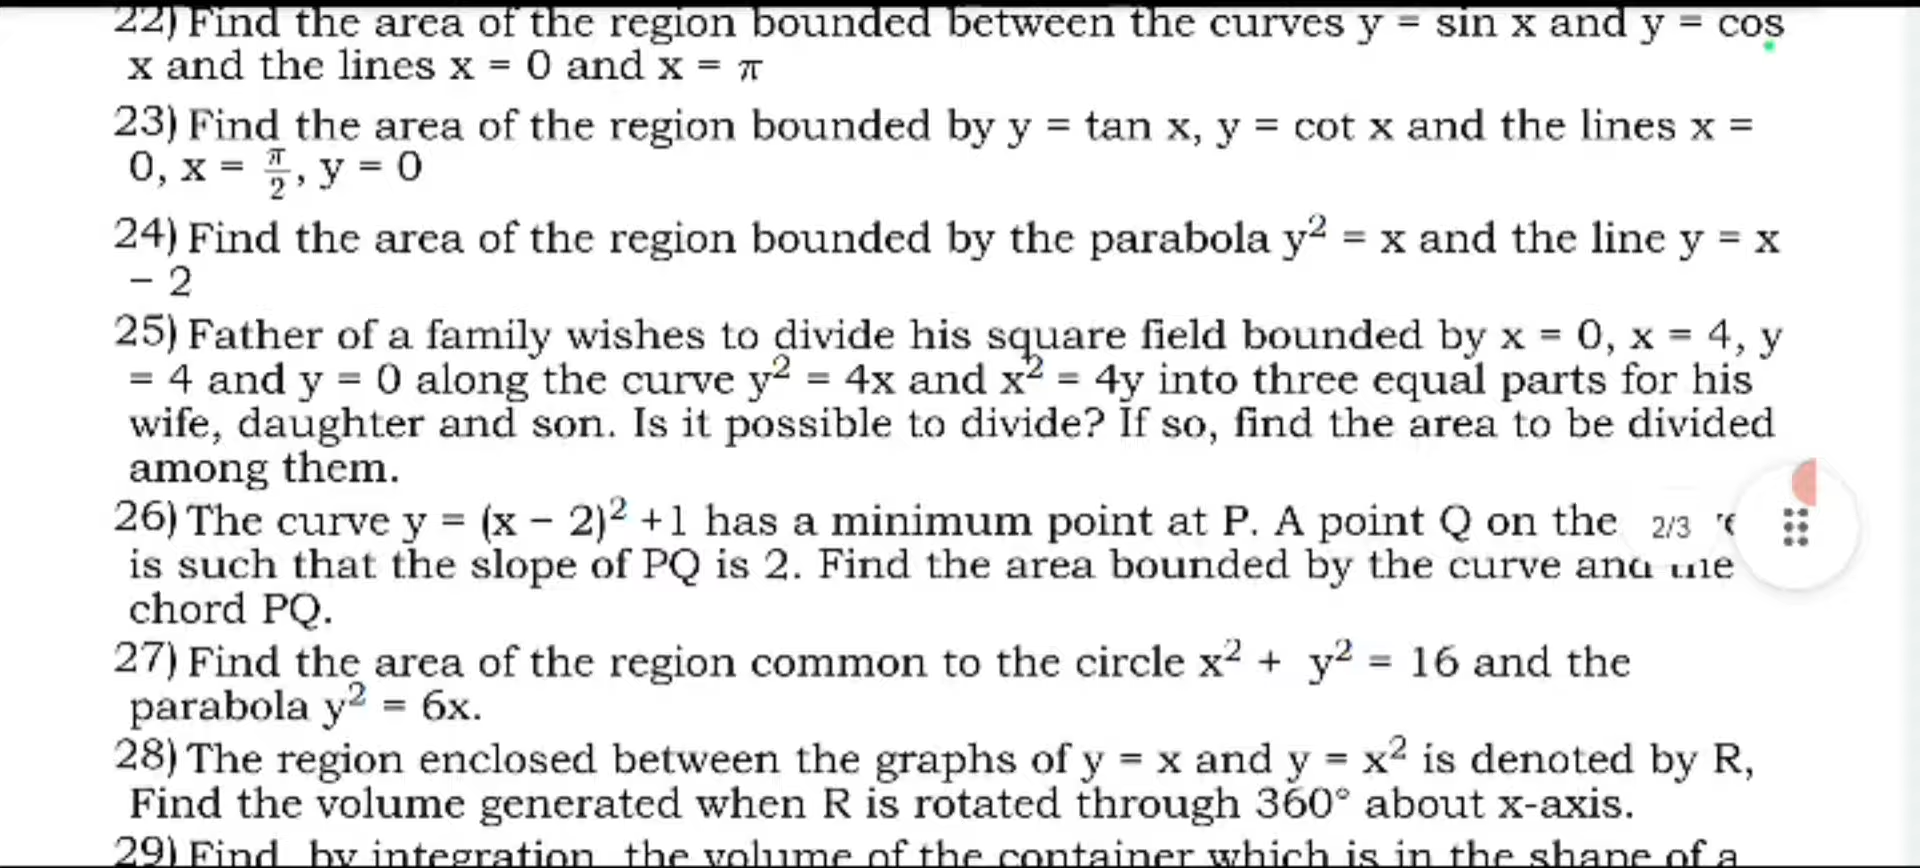 22) Find the area of the region bounded between the curves y = sin x and y = cos
x and the lines x = 0 and x = π
23) Find the area of the region bounded by y = tan x, y = cot x and the lines x =
0, x = π/2, y = 0
24) Find the area of the region bounded by the parabola y² = x and the line y = x
– 2
25) Father of a family wishes to divide his square field bounded by x = 0, x = 4, y
= 4 and y = 0 along the curve y² = 4x and x² = 4y into three equal parts for his
wife, daughter and son. Is it possible to divide? If so, find the area to be divided
among them.
26) The curve y = (x – 2)² +1 has a minimum point at P. A point Q on the
2/3
is such that the slope of PQ is 2. Find the area bounded by the curve and the
chord PQ.
27) Find the area of the region common to the circle x² + y² = 16 and the
parabola y² = 6x.
28) The region enclosed between the graphs of y = x and y = x² is denoted by R,
Find the volume generated when R is rotated through 360° about x-axis.
29) Find, by integration, the volume of the container which is in the shape of a